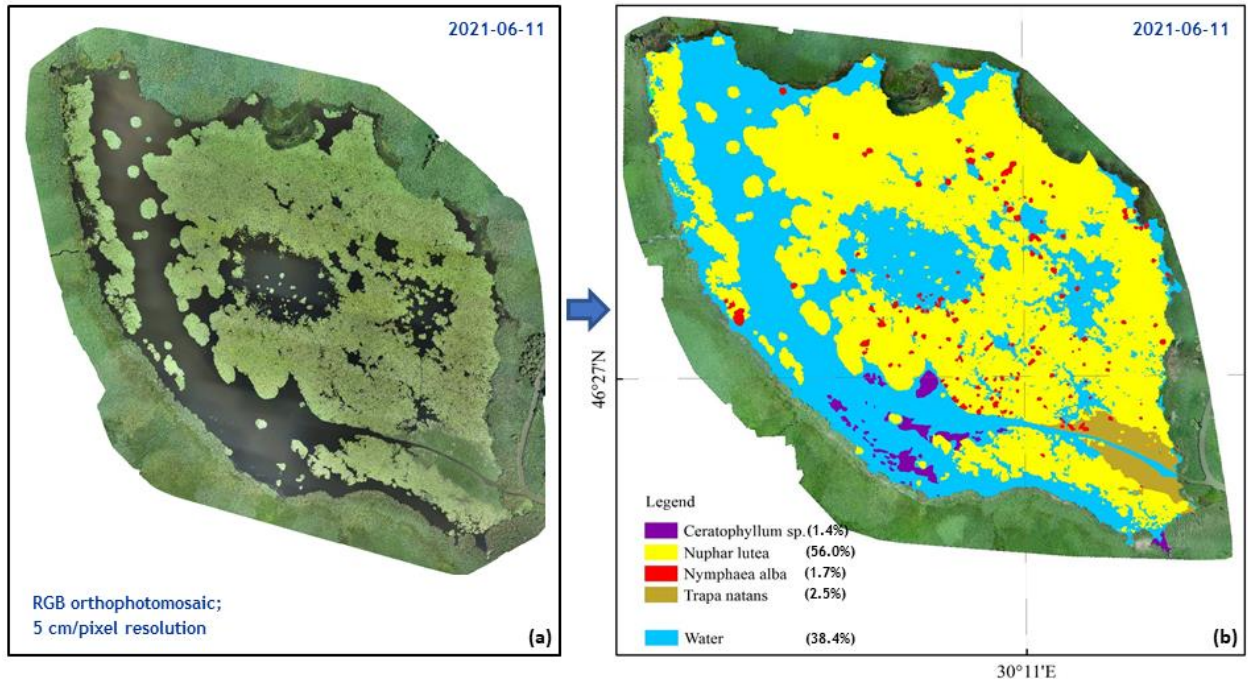 2021-06-11
RGB orthophotomosaic;
5 cm/pixel resolution
(a)
2021-06-11
46°27'N
Legend
Ceratophyllum sp. (1.4%)
Nuphar lutea (56.0%)
Nymphaea alba (1.7%)
Trapa natans (2.5%)
Water (38.4%)
(b)
30°11'E